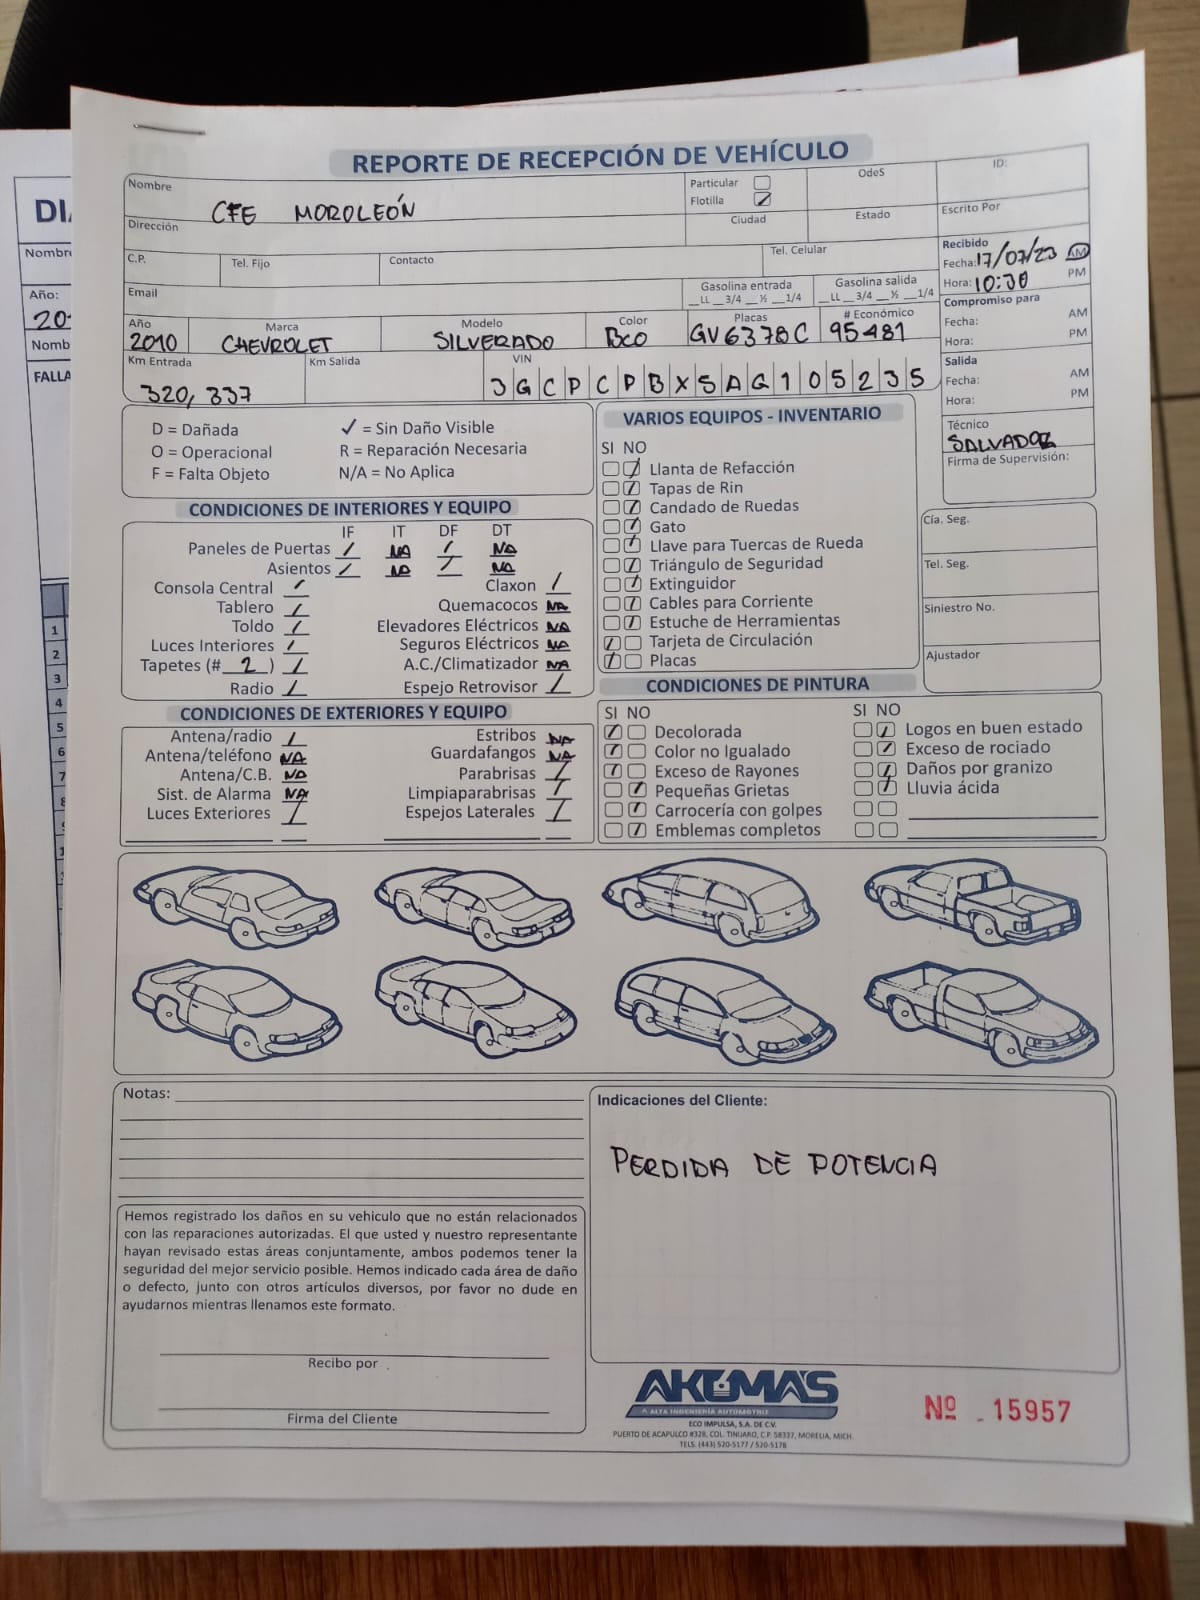 REPORTE DE RECEPCIÓN DE VEHÍCULO
Nombre
CFE MOROLEÓN
Particular
Flotilla
OdeS
ID:
Dirección
Ciudad
Estado
Escrito Por
C.P.
Tel. Fijo
Contacto
Tel. Celular
Recibido
Fecha: 17/07/23 AM
Hora: 10:30 PM
Email
Gasolina entrada
__LL __3/4 __½ __1/4
Gasolina salida
__LL __3/4 __½ __1/4
Compromiso para
Fecha: AM
Hora: PM
Año
2010
Marca
CHEVROLET
Modelo
SILVERADO
Color
Bco
Placas
GV6378C
# Económico
95481
Km Entrada
320,337
Km Salida
VIN
3GCPCPBX5AG105235
Salida
Fecha: AM
Hora: PM
Técnico
SALVADOR
Firma de Supervisión:
D = Dañada
✓ = Sin Daño Visible
O = Operacional
R = Reparación Necesaria
F = Falta Objeto
N/A = No Aplica
CONDICIONES DE INTERIORES Y EQUIPO
IF IT DF DT
Paneles de Puertas / NA / NA
Asientos / NA / NA
Consola Central /
Claxon /
Tablero /
Quemacocos NA
Toldo /
Elevadores Eléctricos NA
Luces Interiores /
Seguros Eléctricos NA
Tapetes (# 2 ) /
A.C./Climatizador NA
Radio /
Espejo Retrovisor /
CONDICIONES DE EXTERIORES Y EQUIPO
Antena/radio /
Estribos NA
Antena/teléfono NA
Guardafangos NA
Antena/C.B. NA
Parabrisas /
Sist. de Alarma NA
Limpiaparabrisas /
Luces Exteriores /
Espejos Laterales /
VARIOS EQUIPOS - INVENTARIO
SI NO
Llanta de Refacción
Tapas de Rin
Candado de Ruedas
Gato
Llave para Tuercas de Rueda
Triángulo de Seguridad
Extinguidor
Cables para Corriente
Estuche de Herramientas
Tarjeta de Circulación
Placas
Cía. Seg.
Tel. Seg.
Siniestro No.
Ajustador
CONDICIONES DE PINTURA
SI NO
Decolorada
Color no Igualado
Exceso de Rayones
Pequeñas Grietas
Carrocería con golpes
Emblemas completos
SI NO
Logos en buen estado
Exceso de rociado
Daños por granizo
Lluvia ácida
Notas:
Indicaciones del Cliente:
PERDIDA DE POTENCIA
Hemos registrado los daños en su vehiculo que no están relacionados
con las reparaciones autorizadas. El que usted y nuestro representante
hayan revisado estas áreas conjuntamente, ambos podemos tener la
seguridad del mejor servicio posible. Hemos indicado cada área de daño
o defecto, junto con otros artículos diversos, por favor no dude en
ayudarnos mientras llenamos este formato.
Recibo por
Firma del Cliente
AKEMA'S
ALTA INGENIERÍA AUTOMOTRIZ
ECO IMPULSA, S.A. DE C.V.
PUERTO DE ACAPULCO #328, COL. TINIJARO, C.P. 58337, MORELIA, MICH.
TELS: (443) 520-5177 / 520-5178
Nº 15957
Nombre
Año:
FALLA
1
2
3
4
5
6
7